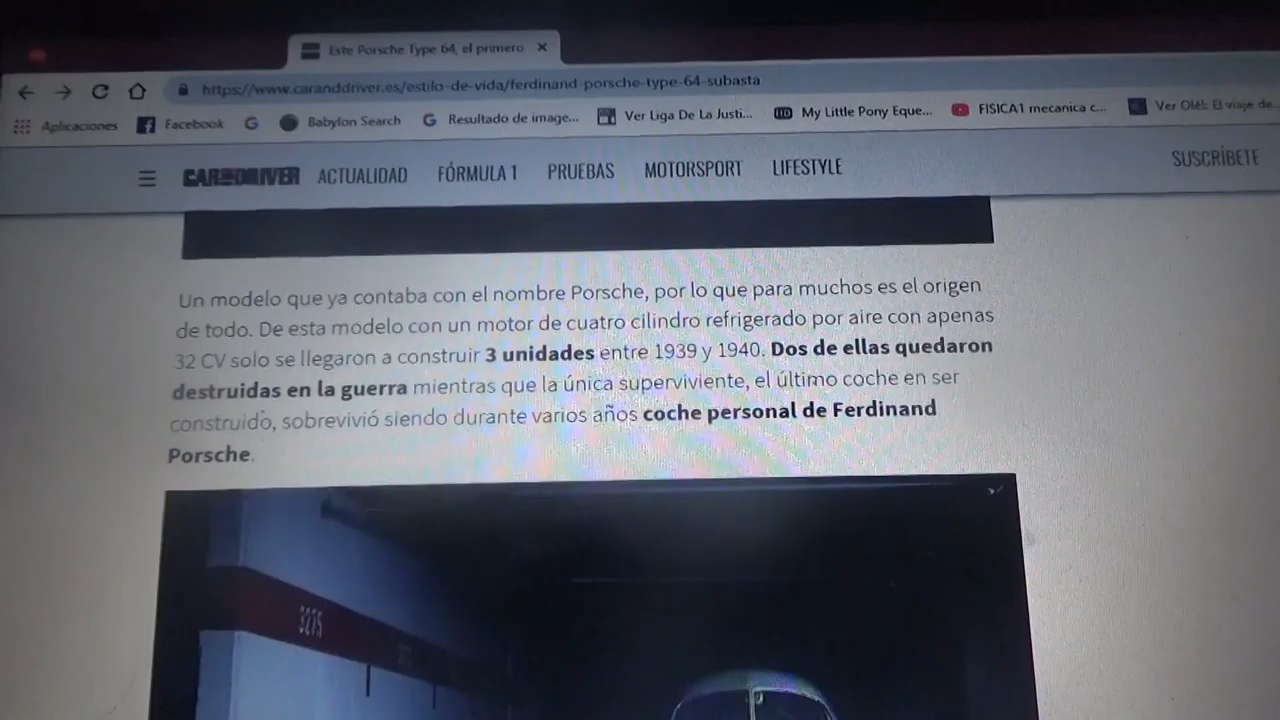 Este Porsche Type 64, el primero
https://www.caranddriver.es/estilo-de-vida/ferdinand-porsche-type-64-subasta
Aplicaciones Facebook Babylon Search Resultado de image... Ver Liga De La Justi... My Little Pony Eque... FISICA1 mecanica c... Ver Olé!: El viaje de...
CAR AND DRIVER ACTUALIDAD FÓRMULA 1 PRUEBAS MOTORSPORT LIFESTYLE SUSCRÍBETE
Un modelo que ya contaba con el nombre Porsche, por lo que para muchos es el origen
de todo. De esta modelo con un motor de cuatro cilindro refrigerado por aire con apenas
32 CV solo se llegaron a construir 3 unidades entre 1939 y 1940. Dos de ellas quedaron
destruidas en la guerra mientras que la única superviviente, el último coche en ser
construido, sobrevivió siendo durante varios años coche personal de Ferdinand
Porsche.
3275